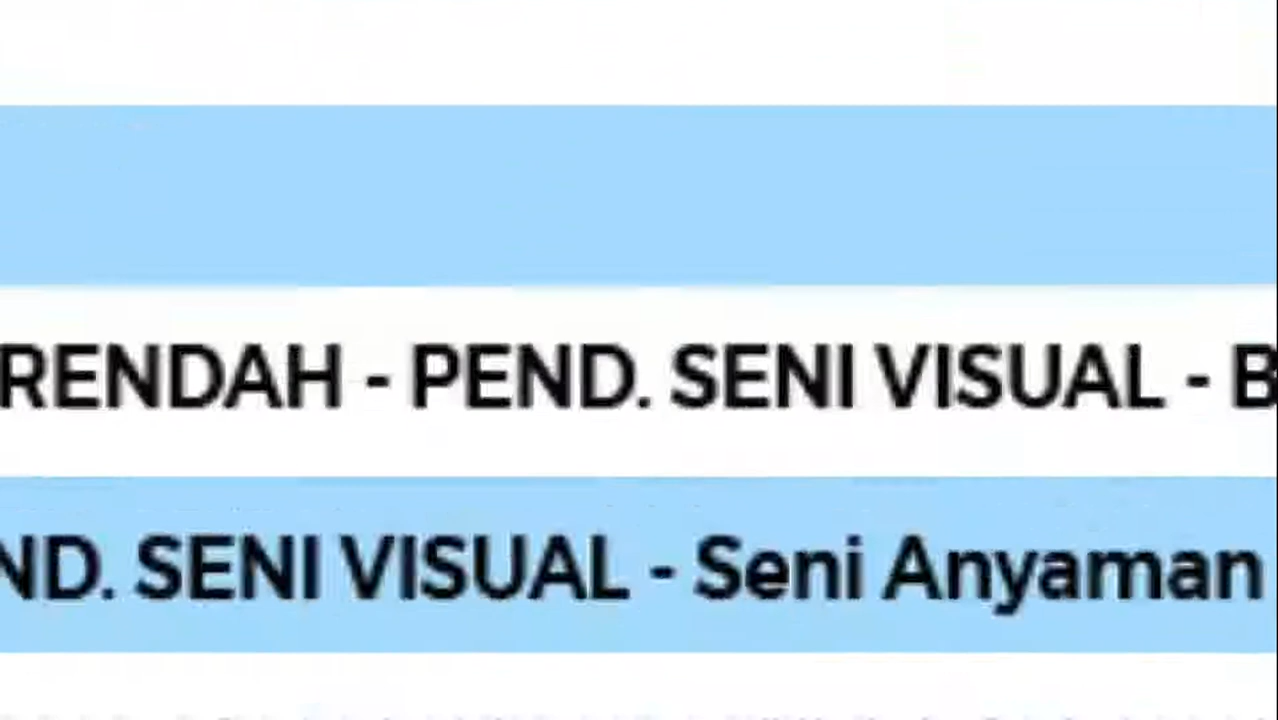 RENDAH - PEND. SENI VISUAL - B
ND. SENI VISUAL - Seni Anyaman